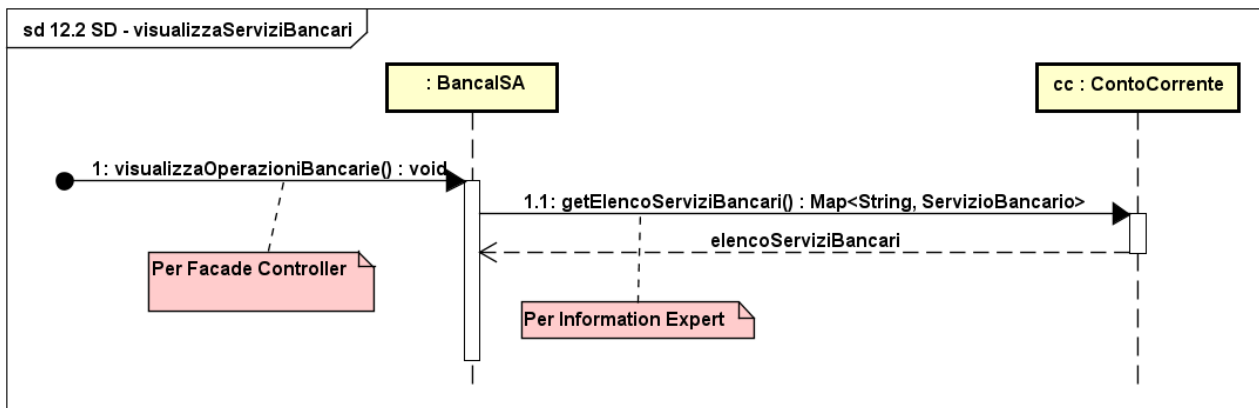 sd 12.2 SD - visualizzaServiziBancari
: BancaISA
cc : ContoCorrente
1: visualizzaOperazioniBancarie() : void
1.1: getElencoServiziBancari() : Map<String, ServizioBancario>
elencoServiziBancari
Per Facade Controller
Per Information Expert